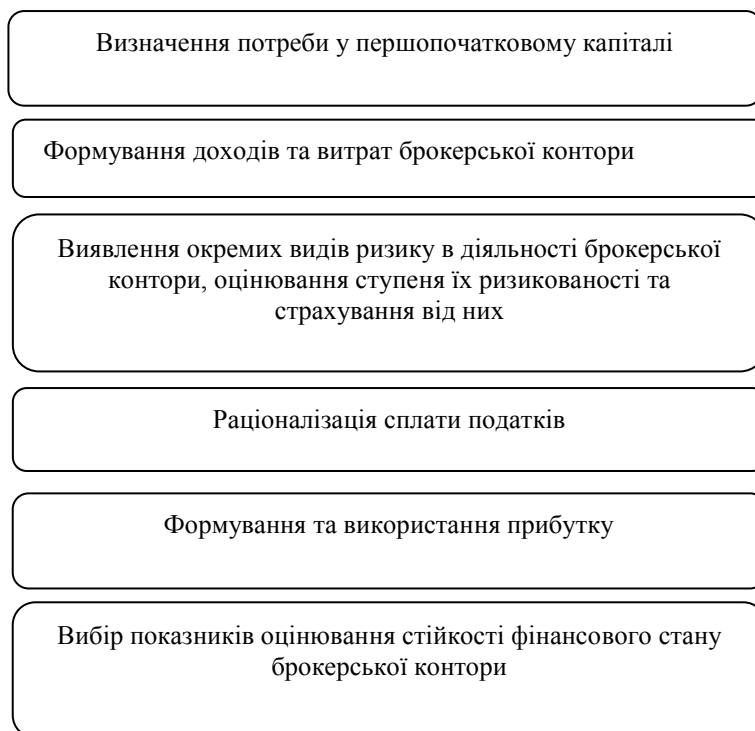 Визначення потреби у першопочатковому капіталі
Формування доходів та витрат брокерської контори
Виявлення окремих видів ризику в діяльності брокерської
контори, оцінювання ступеня їх ризикованості та
страхування від них
Раціоналізація сплати податків
Формування та використання прибутку
Вибір показників оцінювання стійкості фінансового стану
брокерської контори